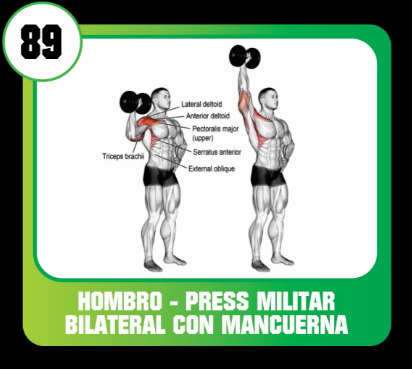 89
Lateral deltoid
Anterior deltoid
Pectoralis major
(upper)
Triceps brachii
Serratus anterior
External oblique
HOMBRO - PRESS MILITAR
BILATERAL CON MANCUERNA